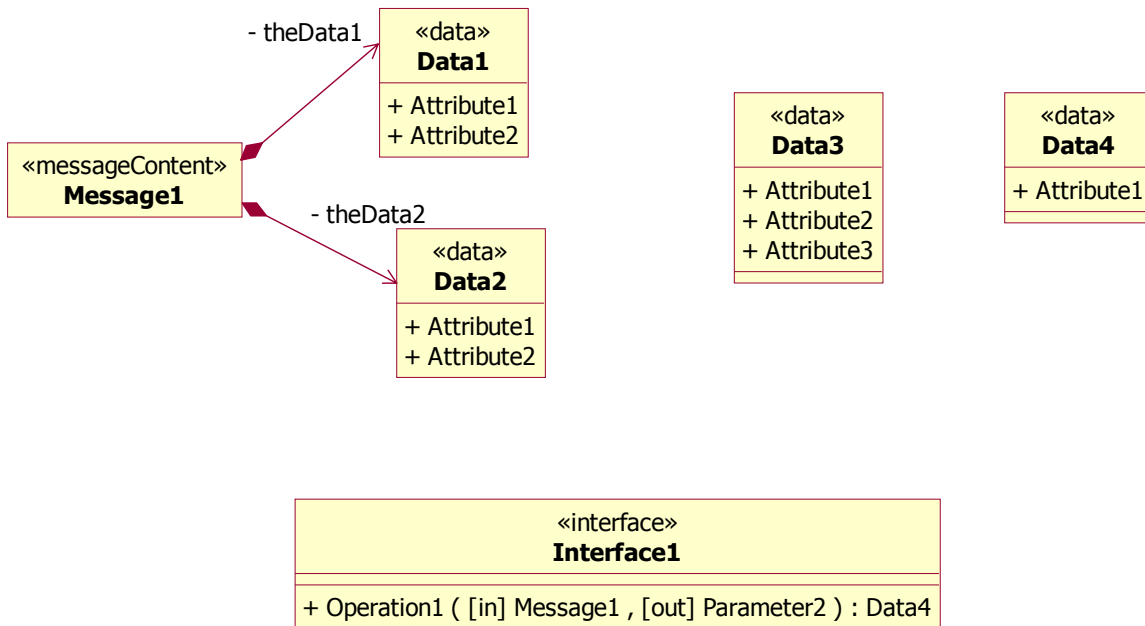 - theData1
«data»
Data1
+ Attribute1
+ Attribute2
«messageContent»
Message1
- theData2
«data»
Data2
+ Attribute1
+ Attribute2
«data»
Data3
+ Attribute1
+ Attribute2
+ Attribute3
«data»
Data4
+ Attribute1
«interface»
Interface1
+ Operation1 ( [in] Message1 , [out] Parameter2 ) : Data4